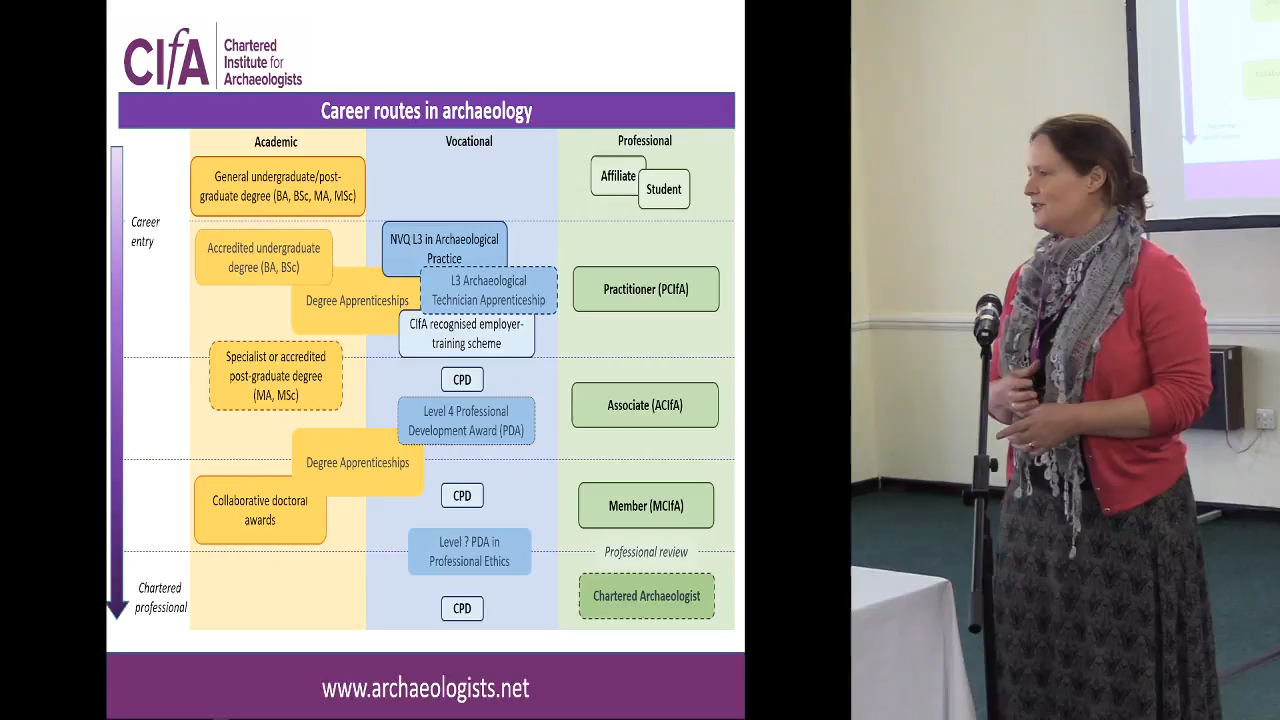 CIfA
Chartered
Institute for
Archaeologists
Career routes in archaeology
Academic
Vocational
Professional
General undergraduate/post-
graduate degree (BA, BSc, MA, MSc)
Affiliate
Student
Career
entry
Accredited undergraduate
degree (BA, BSc)
NVQ L3 in Archaeological
Practice
Degree Apprenticeships
L3 Archaeological
Technician Apprenticeship
Practitioner (PCIfA)
CIfA recognised employer-
training scheme
Specialist or accredited
post-graduate degree
(MA, MSc)
CPD
Associate (ACIfA)
Level 4 Professional
Development Award (PDA)
Degree Apprenticeships
Collaborative doctoral
awards
CPD
Member (MCIfA)
Level ? PDA in
Professional Ethics
Professional review
Chartered
professional
CPD
Chartered Archaeologist
www.archaeologists.net